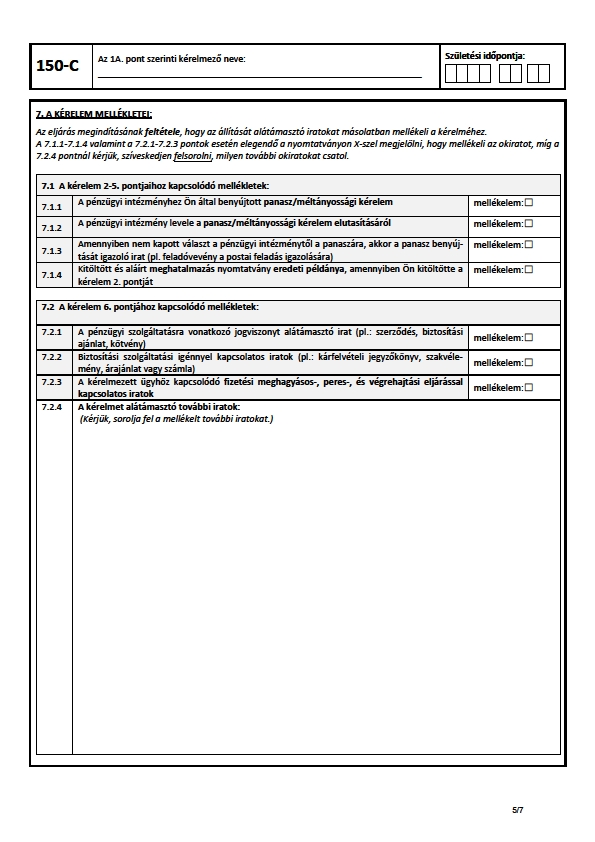 150-C
Az 1A. pont szerinti kérelmező neve:
Születési időpontja:
7. A KÉRELEM MELLÉKLETEI:
Az eljárás megindításának feltétele, hogy az állítását alátámasztó iratokat másolatban mellékeli a kérelméhez.
A 7.1.1-7.1.4 valamint a 7.2.1-7.2.3 pontok esetén elegendő a nyomtatványon X-szel megjelölni, hogy mellékeli az okiratot, míg a
7.2.4 pontnál kérjük, szíveskedjen felsorolni, milyen további okiratokat csatol.
7.1 A kérelem 2-5. pontjaihoz kapcsolódó mellékletek:
7.1.1 A pénzügyi intézményhez Ön által benyújtott panasz/méltányossági kérelem mellékelem:☐
7.1.2 A pénzügyi intézmény levele a panasz/méltányossági kérelem elutasításáról mellékelem:☐
7.1.3 Amennyiben nem kapott választ a pénzügyi intézménytől a panaszára, akkor a panasz benyúj- mellékelem:☐
tását igazoló irat (pl. feladóvevény a postai feladás igazolására)
7.1.4 Kitöltött és aláírt meghatalmazás nyomtatvány eredeti példánya, amennyiben Ön kitöltötte a mellékelem:☐
kérelem 2. pontját
7.2 A kérelem 6. pontjához kapcsolódó mellékletek:
7.2.1 A pénzügyi szolgáltatásra vonatkozó jogviszonyt alátámasztó irat (pl.: szerződés, biztosítási mellékelem:☐
ajánlat, kötvény)
7.2.2 Biztosítási szolgáltatási igénnyel kapcsolatos iratok (pl.: kárfelvételi jegyzőkönyv, szakvéle- mellékelem:☐
mény, árajánlat vagy számla)
7.2.3 A kérelmezett ügyhöz kapcsolódó fizetési meghagyásos-, peres-, és végrehajtási eljárással mellékelem:☐
kapcsolatos iratok
7.2.4 A kérelmet alátámasztó további iratok:
(Kérjük, sorolja fel a mellékelt további iratokat.)
5/7